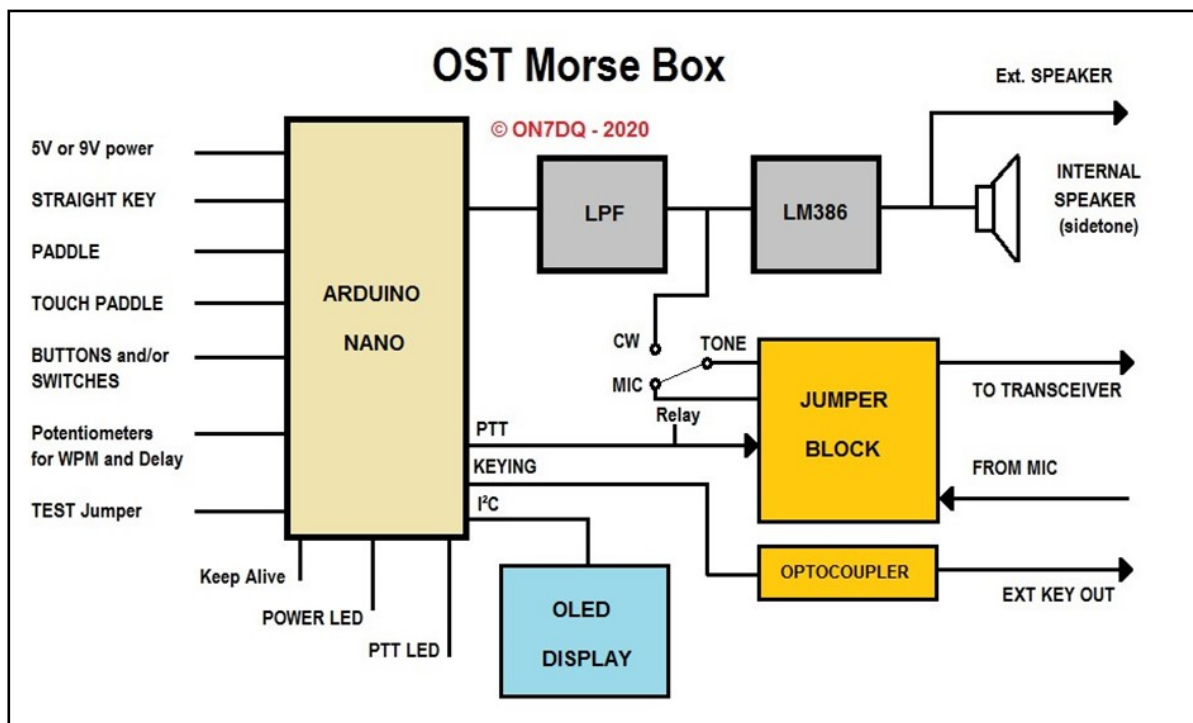 OST Morse Box
© ON7DQ - 2020
5V or 9V power
STRAIGHT KEY
PADDLE
TOUCH PADDLE
BUTTONS and/or
SWITCHES
Potentiometers
for WPM and Delay
TEST Jumper
Keep Alive
POWER LED
PTT LED
ARDUINO
NANO
LPF
LM386
Ext. SPEAKER
INTERNAL
SPEAKER
(sidetone)
CW
TONE
MIC
Relay
PTT
KEYING
I²C
JUMPER
BLOCK
TO TRANSCEIVER
FROM MIC
OPTOCOUPLER
EXT KEY OUT
OLED
DISPLAY